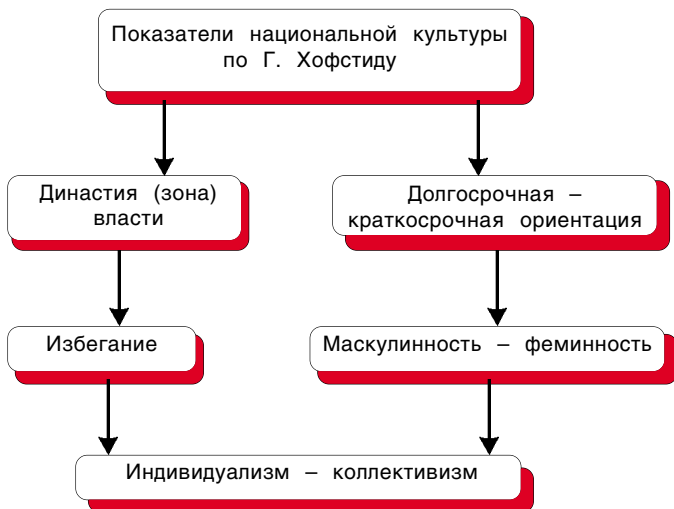 Показатели национальной культуры
по Г. Хофстиду
Династия (зона)
власти
Долгосрочная –
краткосрочная ориентация
Избегание
Маскулинность – феминность
Индивидуализм – коллективизм